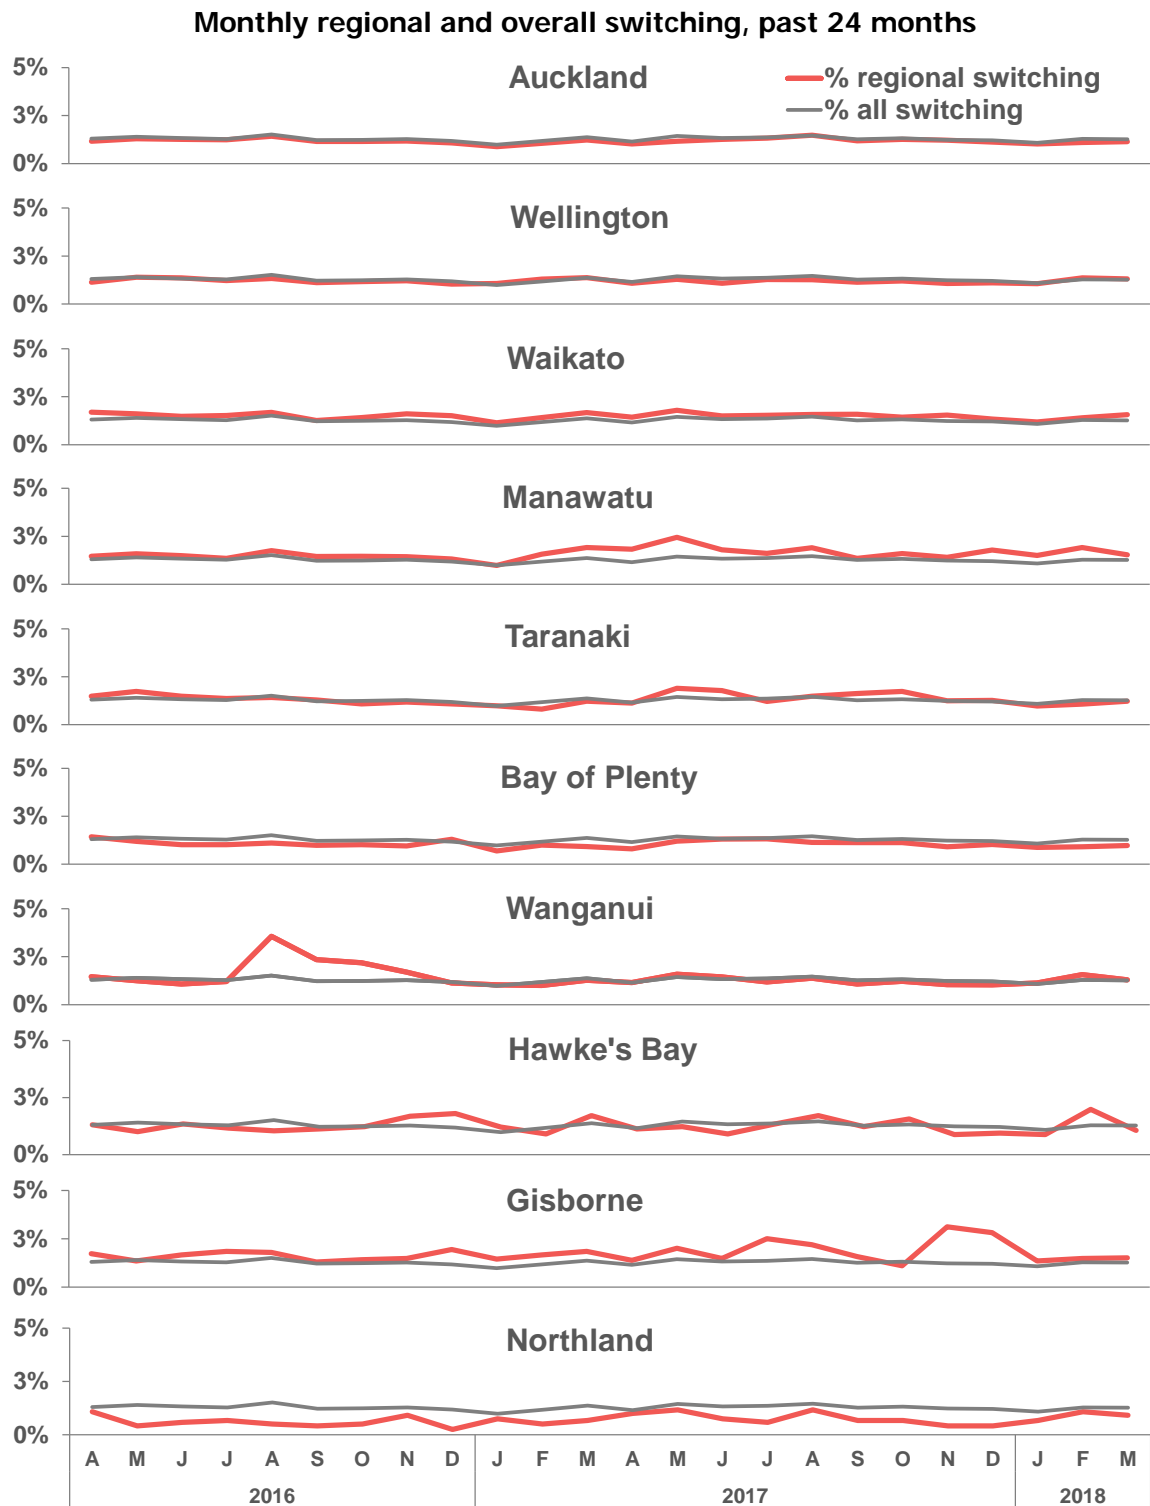 Monthly regional and overall switching, past 24 months
5%
3%
0%
Auckland
% regional switching
% all switching
5%
3%
0%
Wellington
5%
3%
0%
Waikato
5%
3%
0%
Manawatu
5%
3%
0%
Taranaki
5%
3%
0%
Bay of Plenty
5%
3%
0%
Wanganui
5%
3%
0%
Hawke's Bay
5%
3%
0%
Gisborne
5%
3%
0%
Northland
A M J J A S O N D J F M A M J J A S O N D J F M
2016 2017 2018